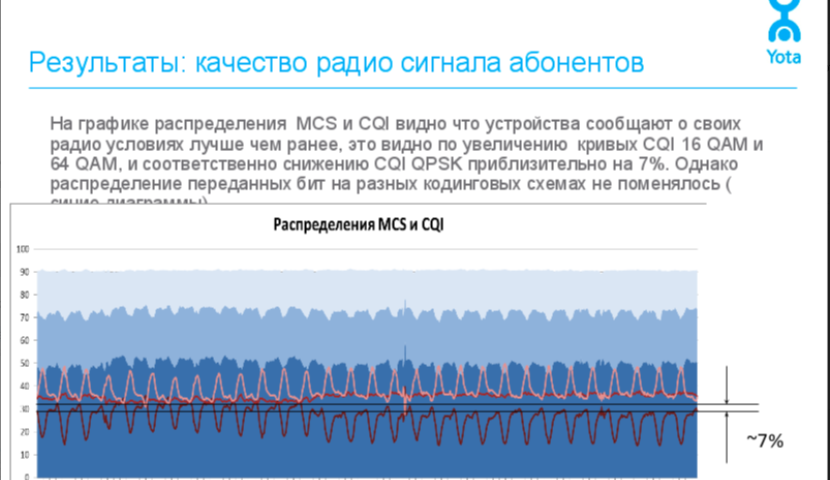 Yota
Результаты: качество радио сигнала абонентов
На графике распределения MCS и CQI видно что устройства сообщают о своих
радио условиях лучше чем ранее, это видно по увеличению кривых CQI 16 QAM и
64 QAM, и соответственно снижению CQI QPSK приблизительно на 7%. Однако
распределение переданных бит на разных кодинговых схемах не поменялось (
синие диаграммы)
Распределения MCS и CQI
100
90
80
70
60
50
40
30
20
10
0
~7%